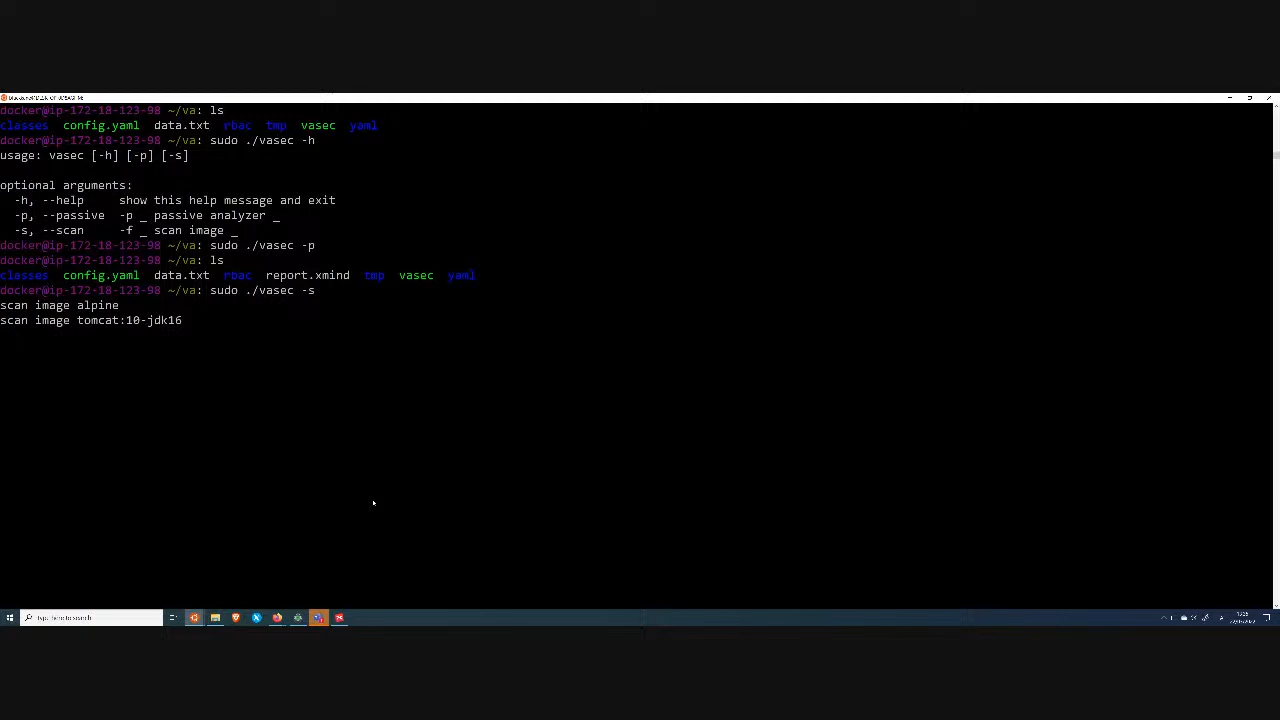 docker@ip-172-18-123-98 ~/va: ls
classes config.yaml data.txt rbac tmp vasec yaml
docker@ip-172-18-123-98 ~/va: sudo ./vasec -h
usage: vasec [-h] [-p] [-s]
optional arguments:
-h, --help show this help message and exit
-p, --passive -p _ passive analyzer _
-s, --scan -f _ scan image _
docker@ip-172-18-123-98 ~/va: sudo ./vasec -p
docker@ip-172-18-123-98 ~/va: ls
classes config.yaml data.txt rbac report.xmind tmp vasec yaml
docker@ip-172-18-123-98 ~/va: sudo ./vasec -s
scan image alpine
scan image tomcat:10-jdk16
Type here to search